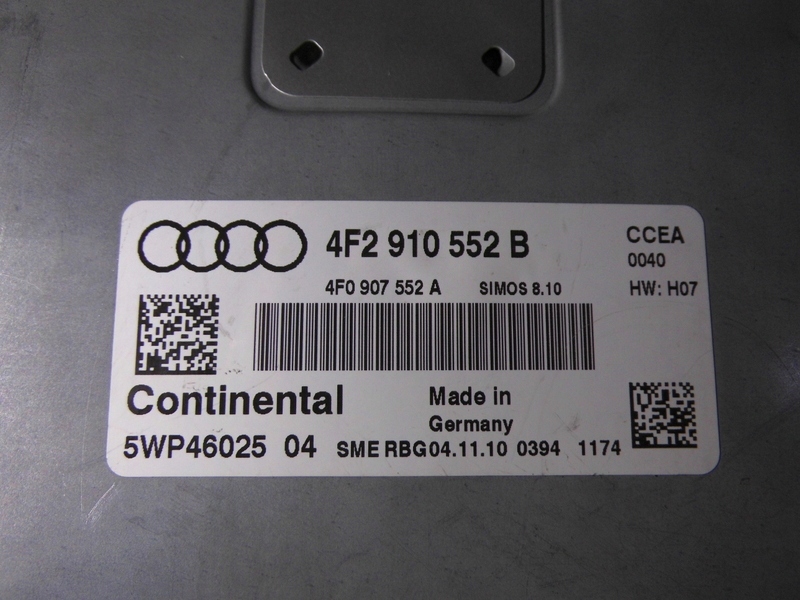 4F2 910 552 B
CCEA
0040
4F0 907 552 A SIMOS 8.10
HW: H07
Continental
Made in
Germany
5WP46025 04 SME RBG04.11.10 0394 1174